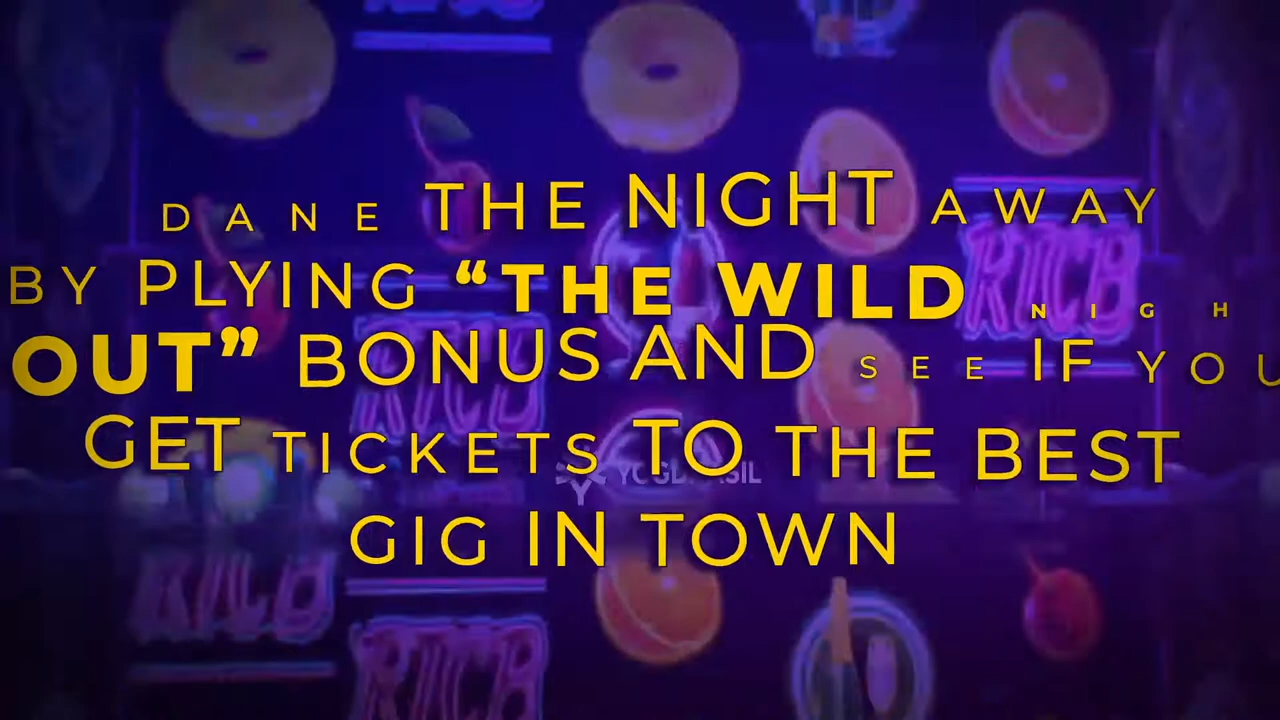 DANE THE NIGHT AWAY
BY PLYING “THE WILD NIGH
OUT” BONUS AND SEE IF YOU
GET TICKETS TO THE BEST
GIG IN TOWN